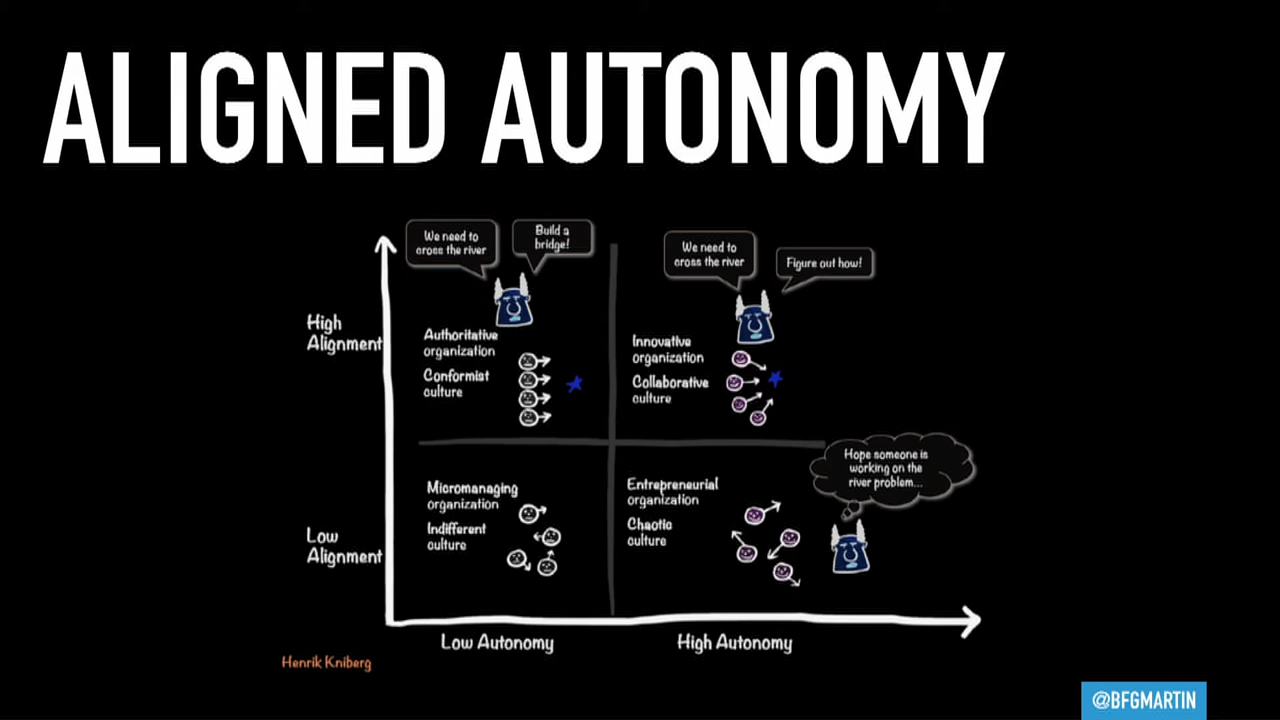 ALIGNED AUTONOMY
We need to
cross the river
Build a
bridge!
We need to
cross the river
Figure out how!
High
Alignment
Authoritative
organization
Conformist
culture
Innovative
organization
Collaborative
culture
Hope someone is
working on the
river problem...
Low
Alignment
Micromanaging
organization
Indifferent
culture
Entrepreneurial
organization
Chaotic
culture
Low Autonomy
High Autonomy
Henrik Kniberg
@BFGMARTIN